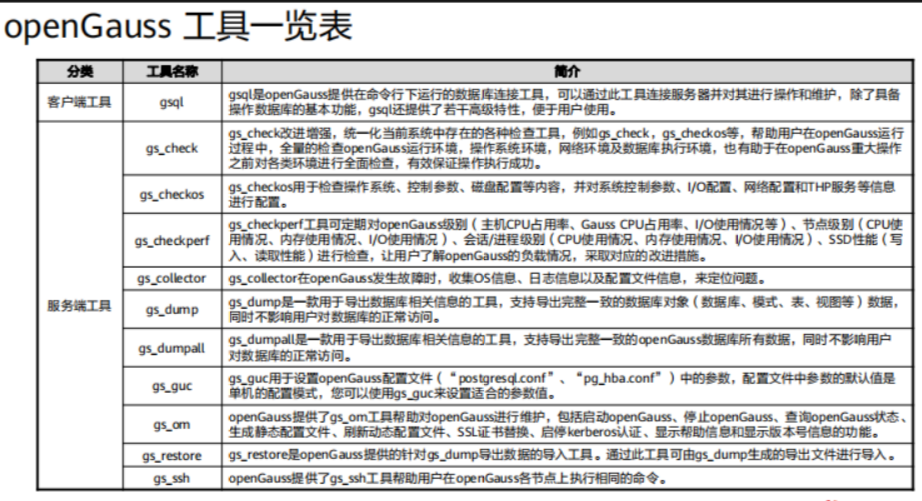 openGauss 工具一览表
分类 工具名称 简介
客户端工具 gsql
gsql是openGauss提供在命令行下运行的数据库连接工具，可以通过此工具连接服务器并对其进行操作和维护，除了具备
操作数据库的基本功能，gsql还提供了若干高级特性，便于用户使用。
服务端工具
gs_check
gs_check改进增强，统一化当前系统中存在的各种检查工具，例如gs_check，gs_checkos等，帮助用户在openGauss运行
过程中，全量的检查openGauss运行环境，操作系统环境，网络环境及数据库执行环境，也有助于在openGauss重大操作
之前对各类环境进行全面检查，有效保证操作执行成功。
gs_checkos
gs_checkos用于检查操作系统、控制参数、磁盘配置等内容，并对系统控制参数、I/O配置、网络配置和THP服务等信息
进行配置。
gs_checkperf
gs_checkperf工具可定期对openGauss级别（主机CPU占用率、Gauss CPU占用率、I/O使用情况等）、节点级别（CPU使
用情况、内存使用情况、I/O使用情况）、会话/进程级别（CPU使用情况、内存使用情况、I/O使用情况）、SSD性能（写
入、读取性能）进行检查，让用户了解openGauss的负载情况，采取对应的改进措施。
gs_collector
gs_collector在openGauss发生故障时，收集OS信息、日志信息以及配置文件信息，来定位问题。
gs_dump
gs_dump是一款用于导出数据库相关信息的工具，支持导出完整一致的数据库对象（数据库、模式、表、视图等）数据，
同时不影响用户对数据库的正常访问。
gs_dumpall
gs_dumpall是一款用于导出数据库相关信息的工具，支持导出完整一致的openGauss数据库所有数据，同时不影响用户
对数据库的正常访问。
gs_guc
gs_guc用于设置openGauss配置文件（“postgresql.conf”、“pg_hba.conf”）中的参数，配置文件中参数的默认值是
单机的配置模式，您可以使用gs_guc来设置适合的参数值。
gs_om
openGauss提供了gs_om工具帮助对openGauss进行维护，包括启动openGauss、停止openGauss、查询openGauss状态、
生成静态配置文件、刷新动态配置文件、SSL证书替换、启停kerberos认证、显示帮助信息和显示版本号信息的功能。
gs_restore
gs_restore是openGauss提供的针对gs_dump导出数据的导入工具。通过此工具可由gs_dump生成的导出文件进行导入。
gs_ssh
openGauss提供了gs_ssh工具帮助用户在openGauss各节点上执行相同的命令。